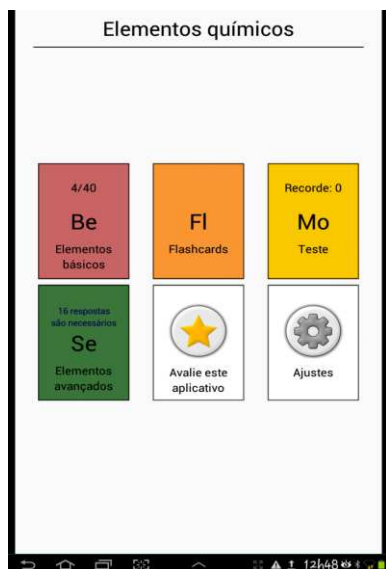 Elementos químicos
4/40
Be
Elementos
básicos
Fl
Flashcards
Recorde: 0
Mo
Teste
16 respostas
são necessários
Se
Elementos
avançados
Avalie este
aplicativo
Ajustes
12h48